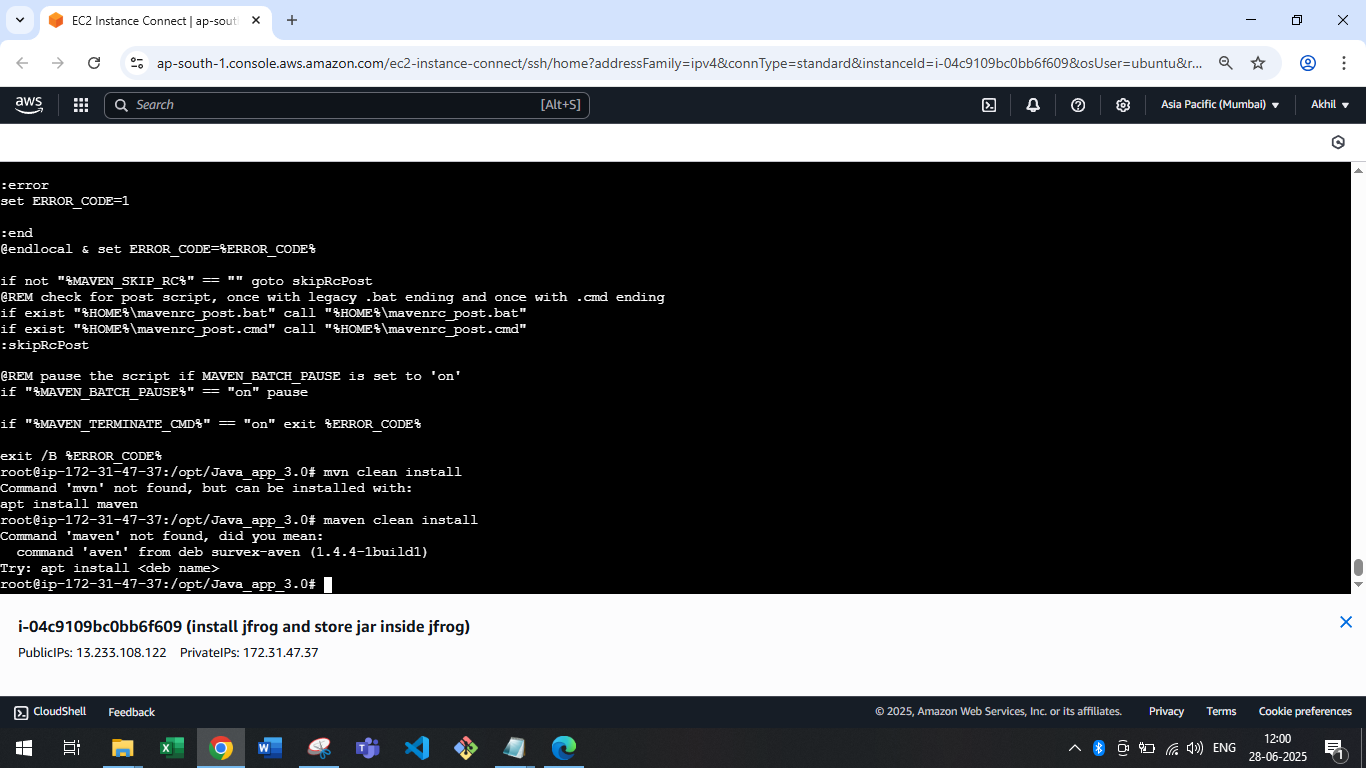 EC2 Instance Connect | ap-sout
ap-south-1.console.aws.amazon.com/ec2-instance-connect/ssh/home?addressFamily=ipv4&connType=standard&instanceId=i-04c9109bc0bb6f609&osUser=ubuntu&r...
aws
Search
[Alt+S]
Asia Pacific (Mumbai)
Akhil
:error
set ERROR_CODE=1
:end
@endlocal & set ERROR_CODE=%ERROR_CODE%
if not "%MAVEN_SKIP_RC%" == "" goto skipRcPost
@REM check for post script, once with legacy .bat ending and once with .cmd ending
if exist "%HOME%\mavenrc_post.bat" call "%HOME%\mavenrc_post.bat"
if exist "%HOME%\mavenrc_post.cmd" call "%HOME%\mavenrc_post.cmd"
:skipRcPost
@REM pause the script if MAVEN_BATCH_PAUSE is set to 'on'
if "%MAVEN_BATCH_PAUSE%" == "on" pause
if "%MAVEN_TERMINATE_CMD%" == "on" exit %ERROR_CODE%
exit /B %ERROR_CODE%
root@ip-172-31-47-37:/opt/Java_app_3.0# mvn clean install
Command 'mvn' not found, but can be installed with:
apt install maven
root@ip-172-31-47-37:/opt/Java_app_3.0# maven clean install
Command 'maven' not found, did you mean:
command 'aven' from deb survex-aven (1.4.4-1build1)
Try: apt install <deb name>
root@ip-172-31-47-37:/opt/Java_app_3.0#
i-04c9109bc0bb6f609 (install jfrog and store jar inside jfrog)
PublicIPs: 13.233.108.122 PrivateIPs: 172.31.47.37
CloudShell
Feedback
© 2025, Amazon Web Services, Inc. or its affiliates.
Privacy
Terms
Cookie preferences
ENG
12:00
28-06-2025
1